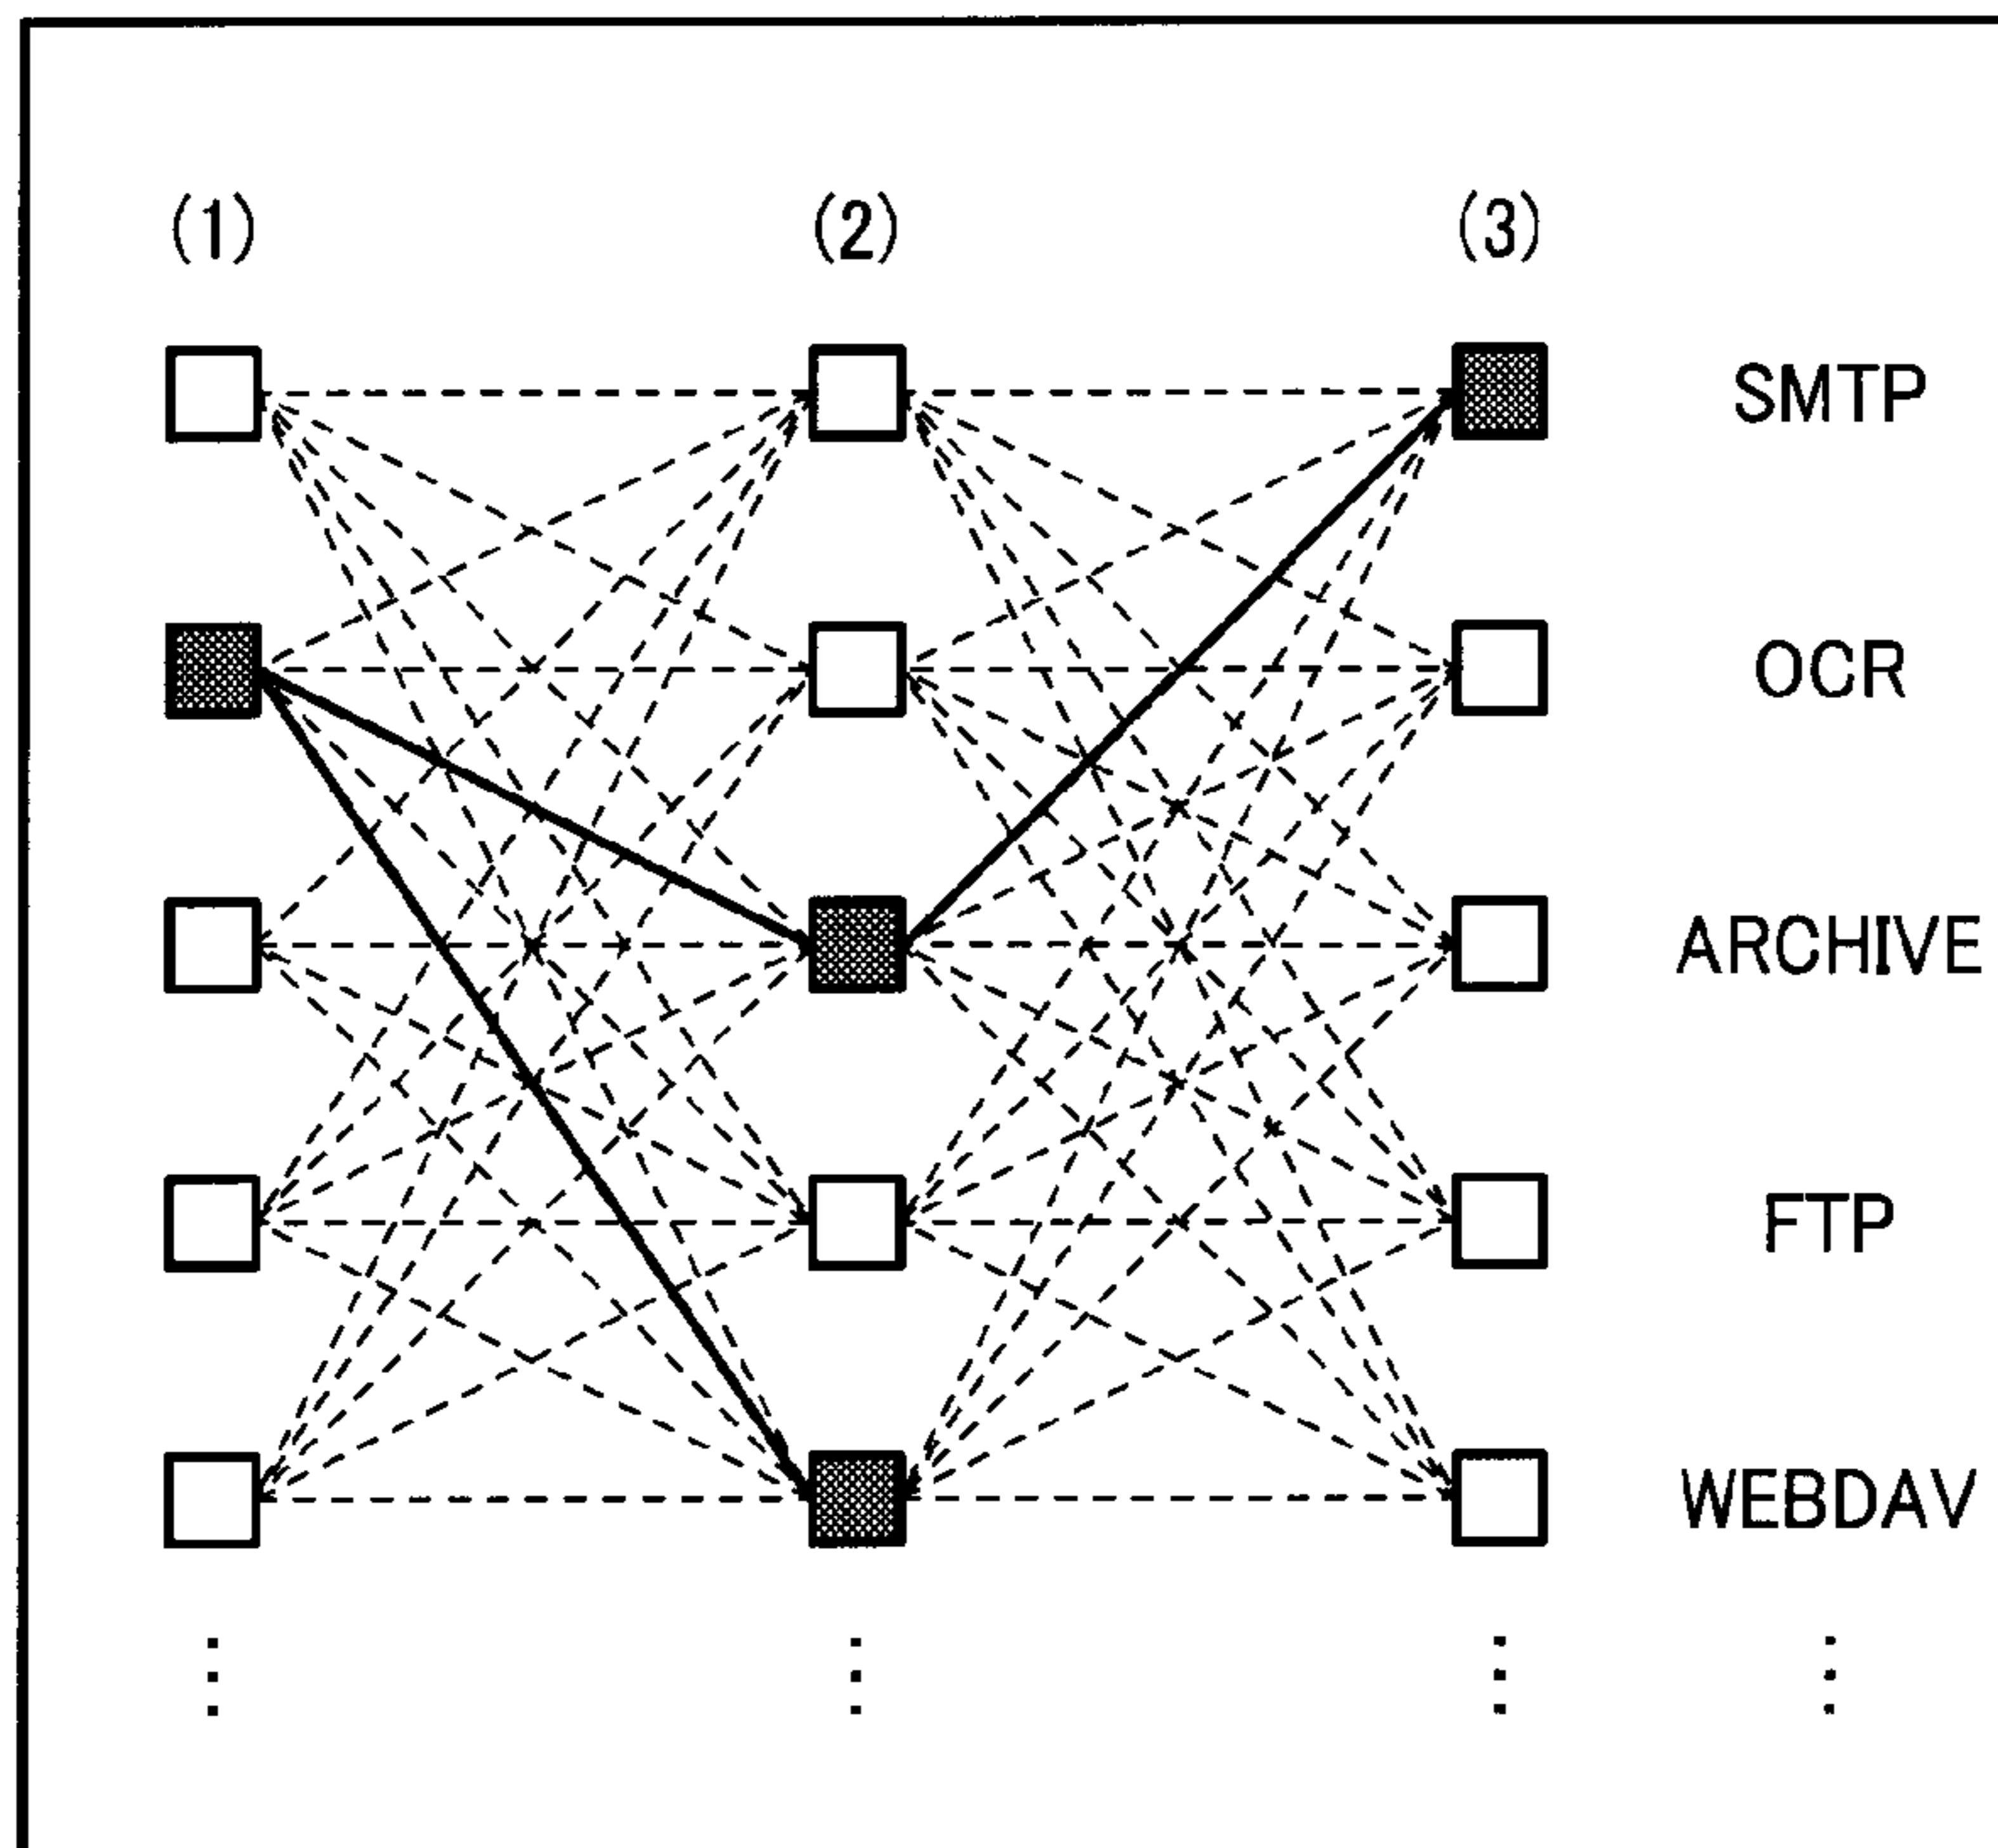 (1) (2) (3)
SMTP
OCR
ARCHIVE
FTP
WEBDAV